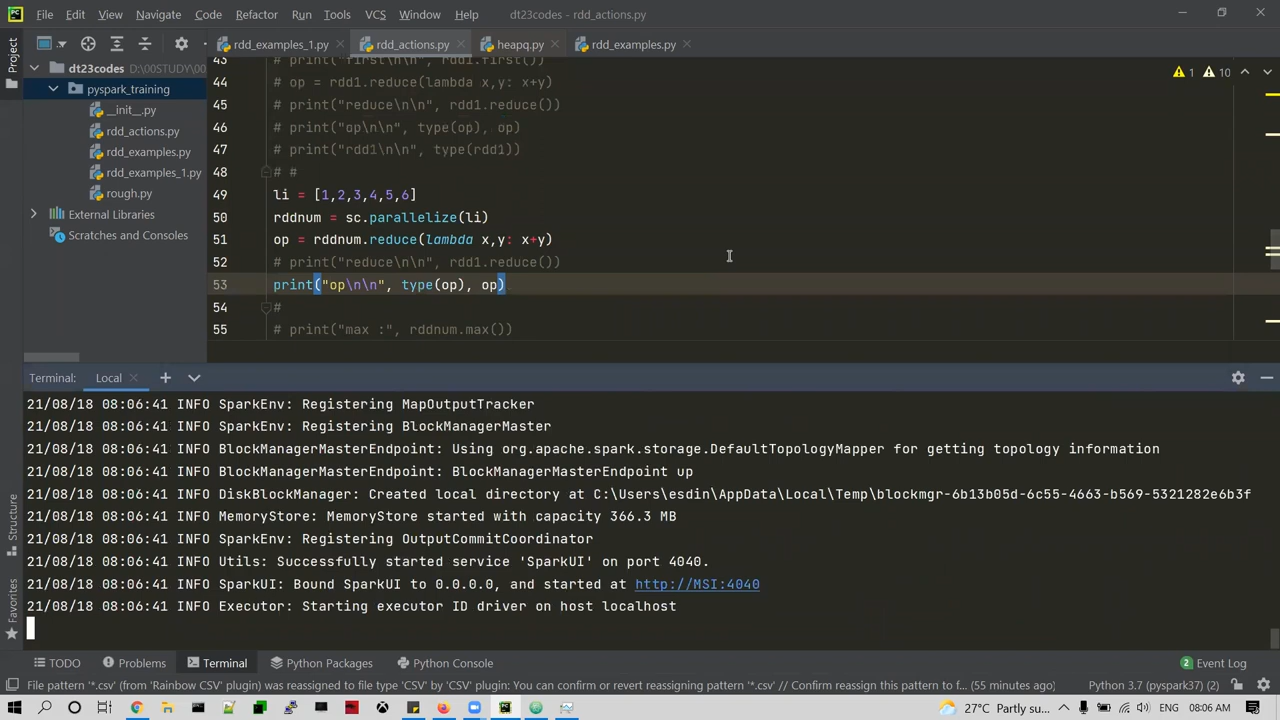 File Edit View Navigate Code Refactor Run Tools VCS Window Help dt23codes - rdd_actions.py
Project
rdd_examples_1.py rdd_actions.py heapq.py rdd_examples.py
dt23codes D:\00STUDY\00
pyspark_training
__init__.py
rdd_actions.py
rdd_examples.py
rdd_examples_1.py
rough.py
External Libraries
Scratches and Consoles
1 10
43 # print("first\n\n", rdd1.first())
44 # op = rdd1.reduce(lambda x,y: x+y)
45 # print("reduce\n\n", rdd1.reduce())
46 # print("op\n\n", type(op), op)
47 # print("rdd1\n\n", type(rdd1))
48 # #
49 li = [1,2,3,4,5,6]
50 rddnum = sc.parallelize(li)
51 op = rddnum.reduce(lambda x,y: x+y)
52 # print("reduce\n\n", rdd1.reduce())
53 print("op\n\n", type(op), op)
54 #
55 # print("max :", rddnum.max())
Terminal: Local
21/08/18 08:06:41 INFO SparkEnv: Registering MapOutputTracker
21/08/18 08:06:41 INFO SparkEnv: Registering BlockManagerMaster
21/08/18 08:06:41 INFO BlockManagerMasterEndpoint: Using org.apache.spark.storage.DefaultTopologyMapper for getting topology information
21/08/18 08:06:41 INFO BlockManagerMasterEndpoint: BlockManagerMasterEndpoint up
21/08/18 08:06:41 INFO DiskBlockManager: Created local directory at C:\Users\esdin\AppData\Local\Temp\blockmgr-6b13b05d-6c55-4663-b569-5321282e6b3f
21/08/18 08:06:41 INFO MemoryStore: MemoryStore started with capacity 366.3 MB
21/08/18 08:06:41 INFO SparkEnv: Registering OutputCommitCoordinator
21/08/18 08:06:41 INFO Utils: Successfully started service 'SparkUI' on port 4040.
21/08/18 08:06:41 INFO SparkUI: Bound SparkUI to 0.0.0.0, and started at http://MSI:4040
21/08/18 08:06:41 INFO Executor: Starting executor ID driver on host localhost
Structure
Favorites
TODO Problems Terminal Python Packages Python Console 2 Event Log
File pattern '*.csv' (from 'Rainbow CSV' plugin) was reassigned to file type 'CSV' by 'CSV' plugin: You can confirm or revert reassigning pattern '*.csv' // Confirm reassign this pattern to f... (55 minutes ago) Python 3.7 (pyspark37) (2)
27°C Partly su... ENG 08:06 AM